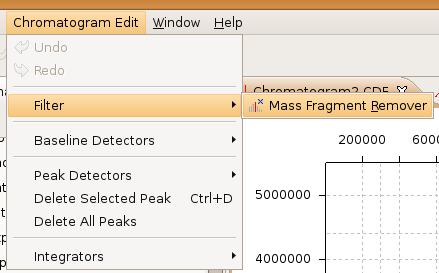 Chromatogram Edit Window Help
Undo
Redo
Chromatogram2.CDF
Filter
Mass Fragment Remover
200000
Baseline Detectors
Peak Detectors
Delete Selected Peak Ctrl+D
5000000
Delete All Peaks
Integrators
4000000